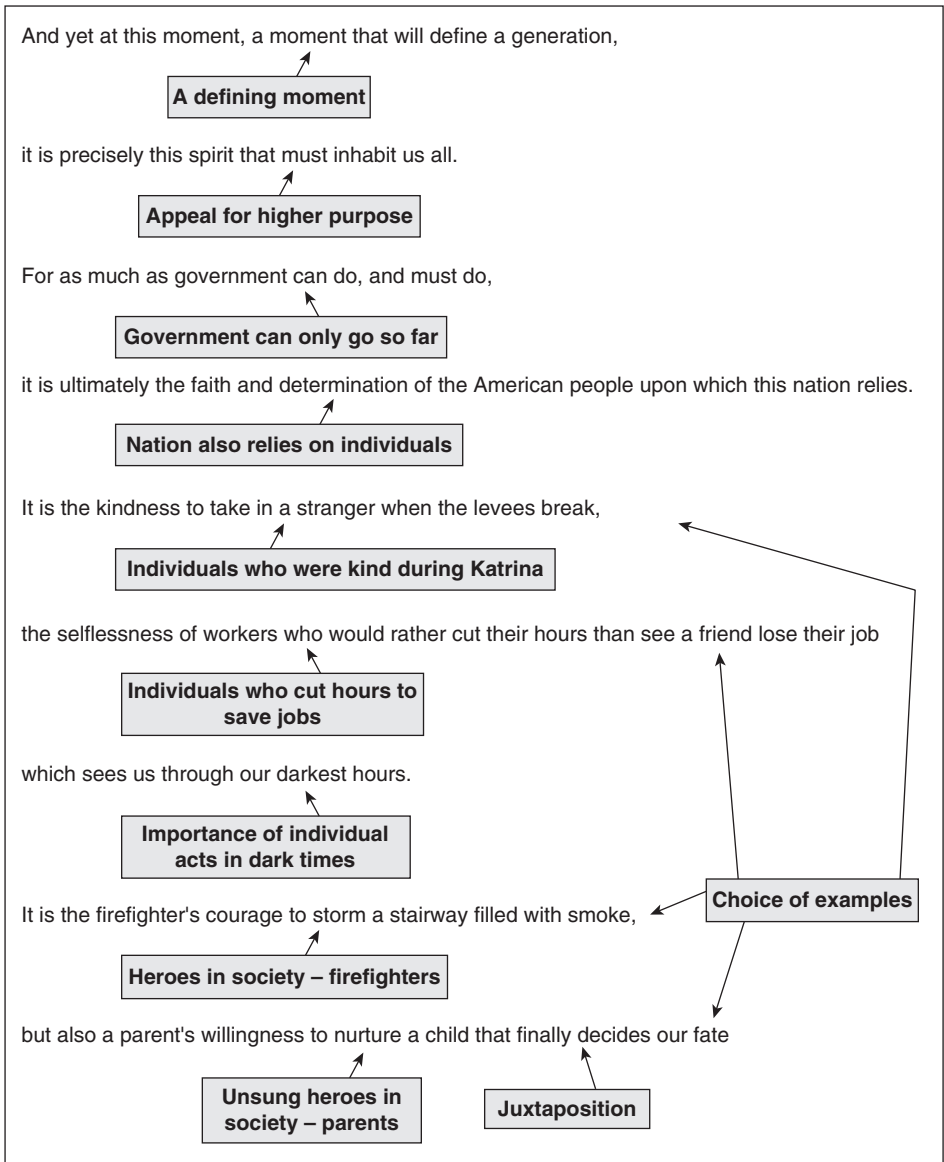 And yet at this moment, a moment that will define a generation,
A defining moment
it is precisely this spirit that must inhabit us all.
Appeal for higher purpose
For as much as government can do, and must do,
Government can only go so far
it is ultimately the faith and determination of the American people upon which this nation relies.
Nation also relies on individuals
It is the kindness to take in a stranger when the levees break,
Individuals who were kind during Katrina
the selflessness of workers who would rather cut their hours than see a friend lose their job
Individuals who cut hours to
save jobs
which sees us through our darkest hours.
Importance of individual
acts in dark times
Choice of examples
It is the firefighter's courage to storm a stairway filled with smoke,
Heroes in society – firefighters
but also a parent's willingness to nurture a child that finally decides our fate
Unsung heroes in
society – parents
Juxtaposition